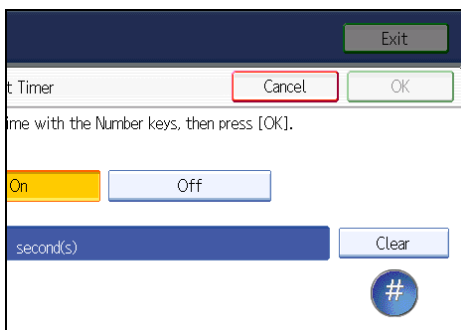 Exit
t Timer Cancel OK
ime with the Number keys, then press [OK].
On Off
second(s) Clear
#